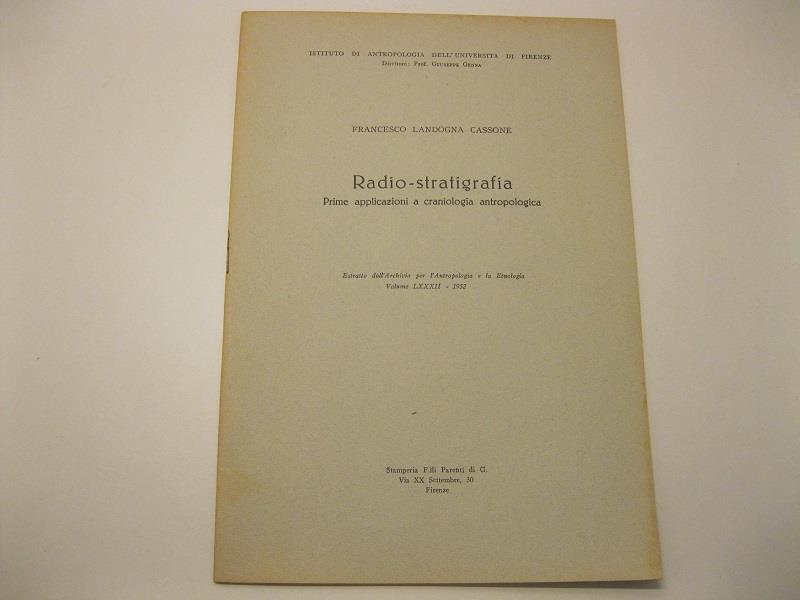 ISTITUTO DI ANTROPOLOGIA DELL'UNIVERSITA DI FIRENZE
Direttore: Prof. GIUSEPPE GENNA
FRANCESCO LANDOGNA CASSONE
Radio-stratigrafia
Prime applicazioni a craniologia antropologica
Estratto dall'Archivio per l'Antropologia e la Etnologia
Volume LXXXII - 1952
Stamperia F.lli Parenti di G.
Via XX Settembre, 30
Firenze